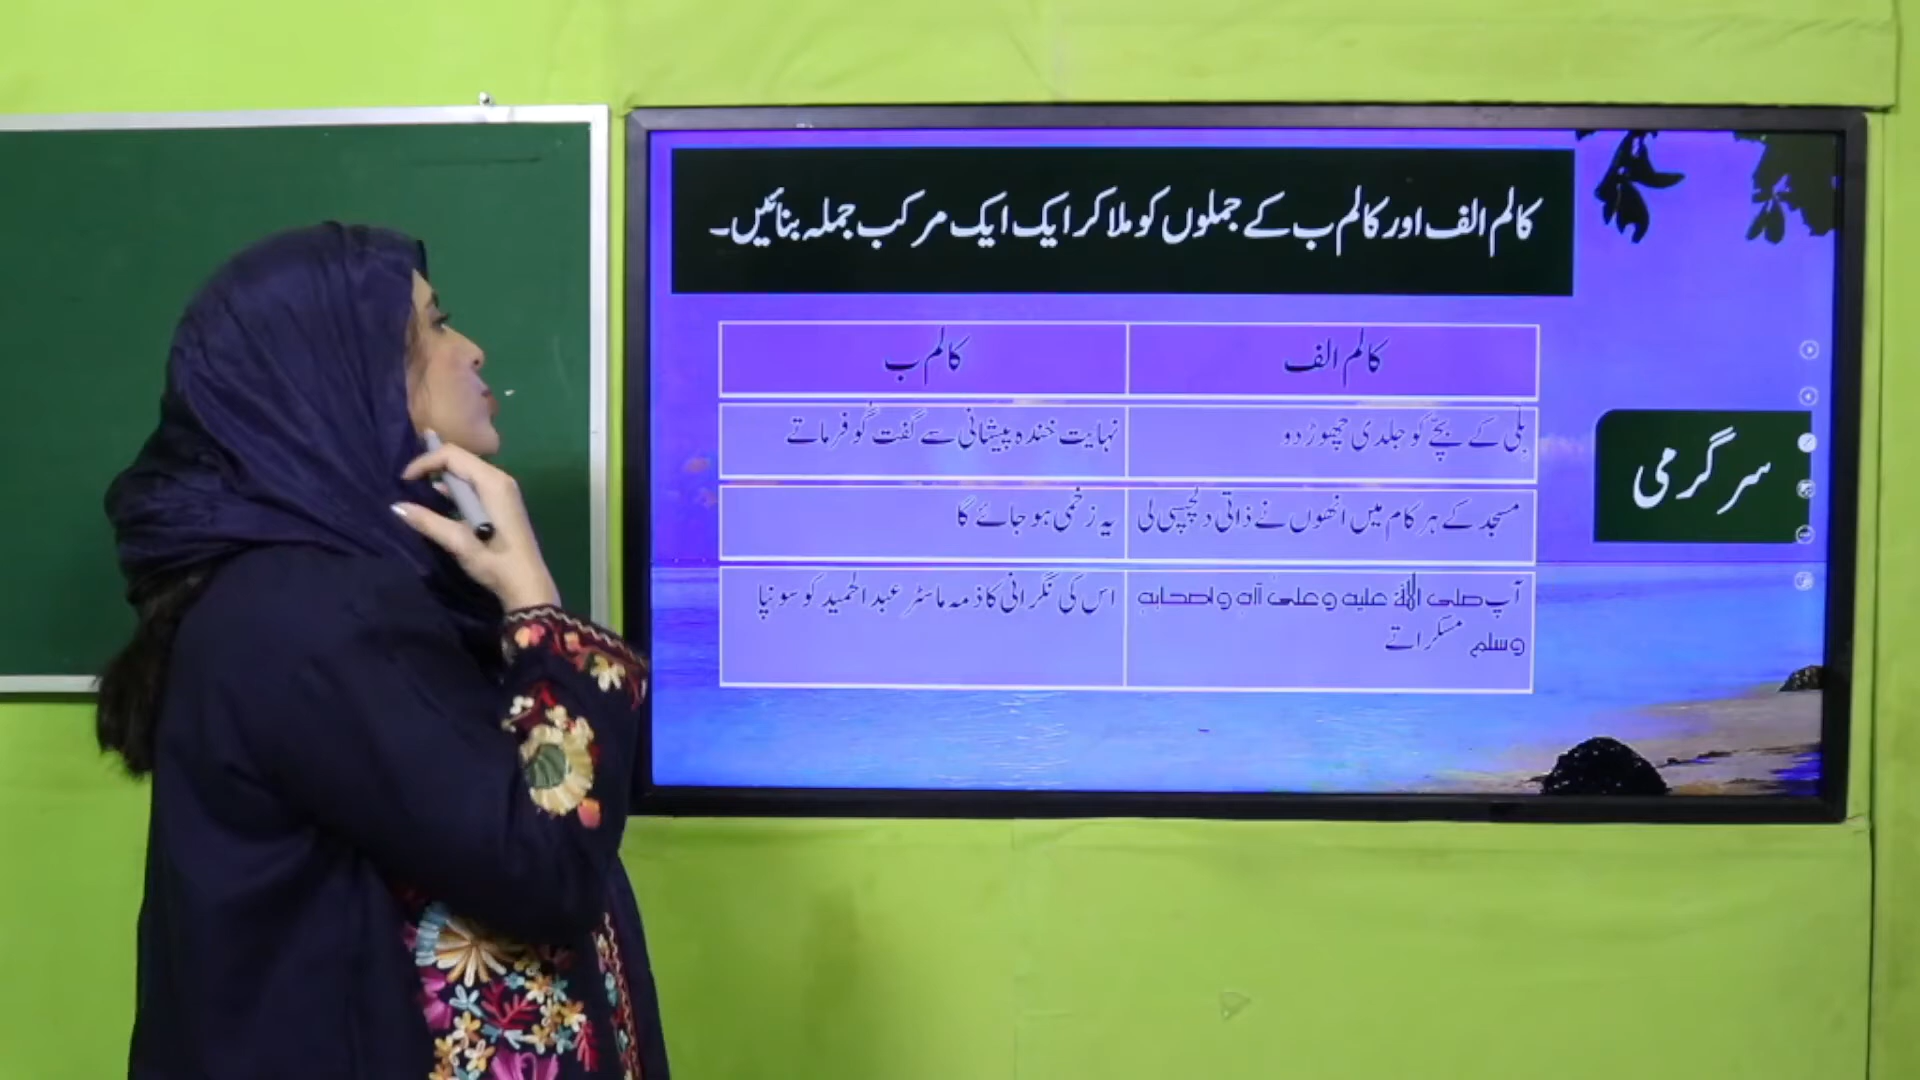 کالم الف اور کالم ب کے جملوں کو ملا کر ایک ایک مرکب جملہ بنائیں۔
سرگرمی
کالم الف
کالم ب
بلی کے بچّے کو جلدی چھوڑ دو
نہایت خندہ پیشانی سے گفت گُو فرماتے
مسجد کے ہر کام میں انھوں نے ذاتی دلچسپی لی
یہ زخمی ہو جائے گا
آپ صلی اللہ علیہ وعلیٰ آلہ واصحابہ
وسلم مسکراتے
اس کی نگرانی کا ذمہ ماسٹر عبدالحمید کو سونپا